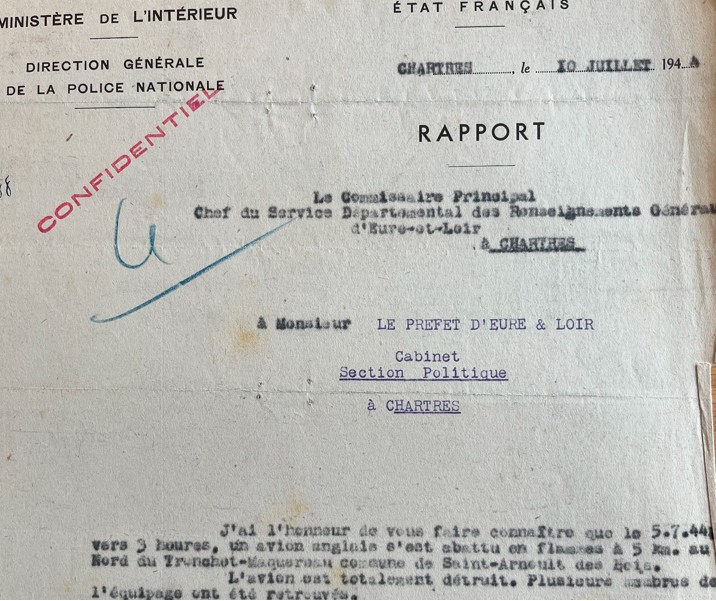 MINISTÈRE DE L'INTÉRIEUR
DIRECTION GÉNÉRALE
DE LA POLICE NATIONALE
CONFIDENTIEL
ÉTAT FRANÇAIS
CHARTRES, le 10 JUILLET 1944
RAPPORT
Le Commissaire Principal
Chef du Service Départemental des Renseignements Généra
d'Eure-et-Loir
à CHARTRES
à Monsieur LE PREFET D'EURE & LOIR
Cabinet
Section Politique
à CHARTRES
J'ai l'honneur de vous faire connaître que le 5.7.44
vers 3 heures, un avion anglais s'est abattu en flammes à 5 km. au
Nord du Tronchot-Maquereau commune de Saint-Arnoult des Bois.
L'avion est totalement détruit. Plusieurs membres de
l'équipage ont été retrouvés.